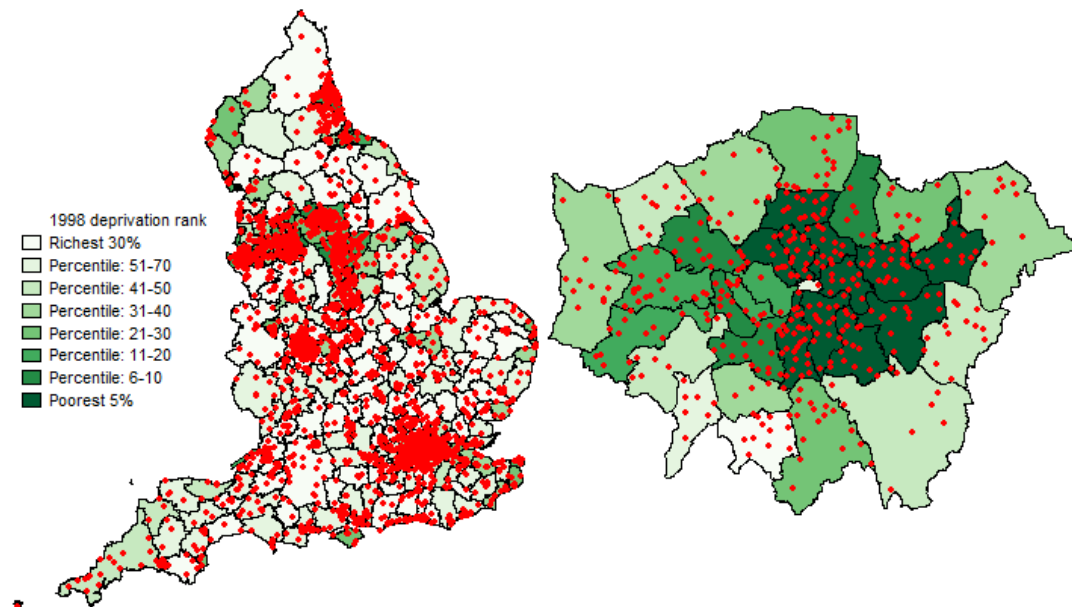 1998 deprivation rank
Richest 30%
Percentile: 51-70
Percentile: 41-50
Percentile: 31-40
Percentile: 21-30
Percentile: 11-20
Percentile: 6-10
Poorest 5%